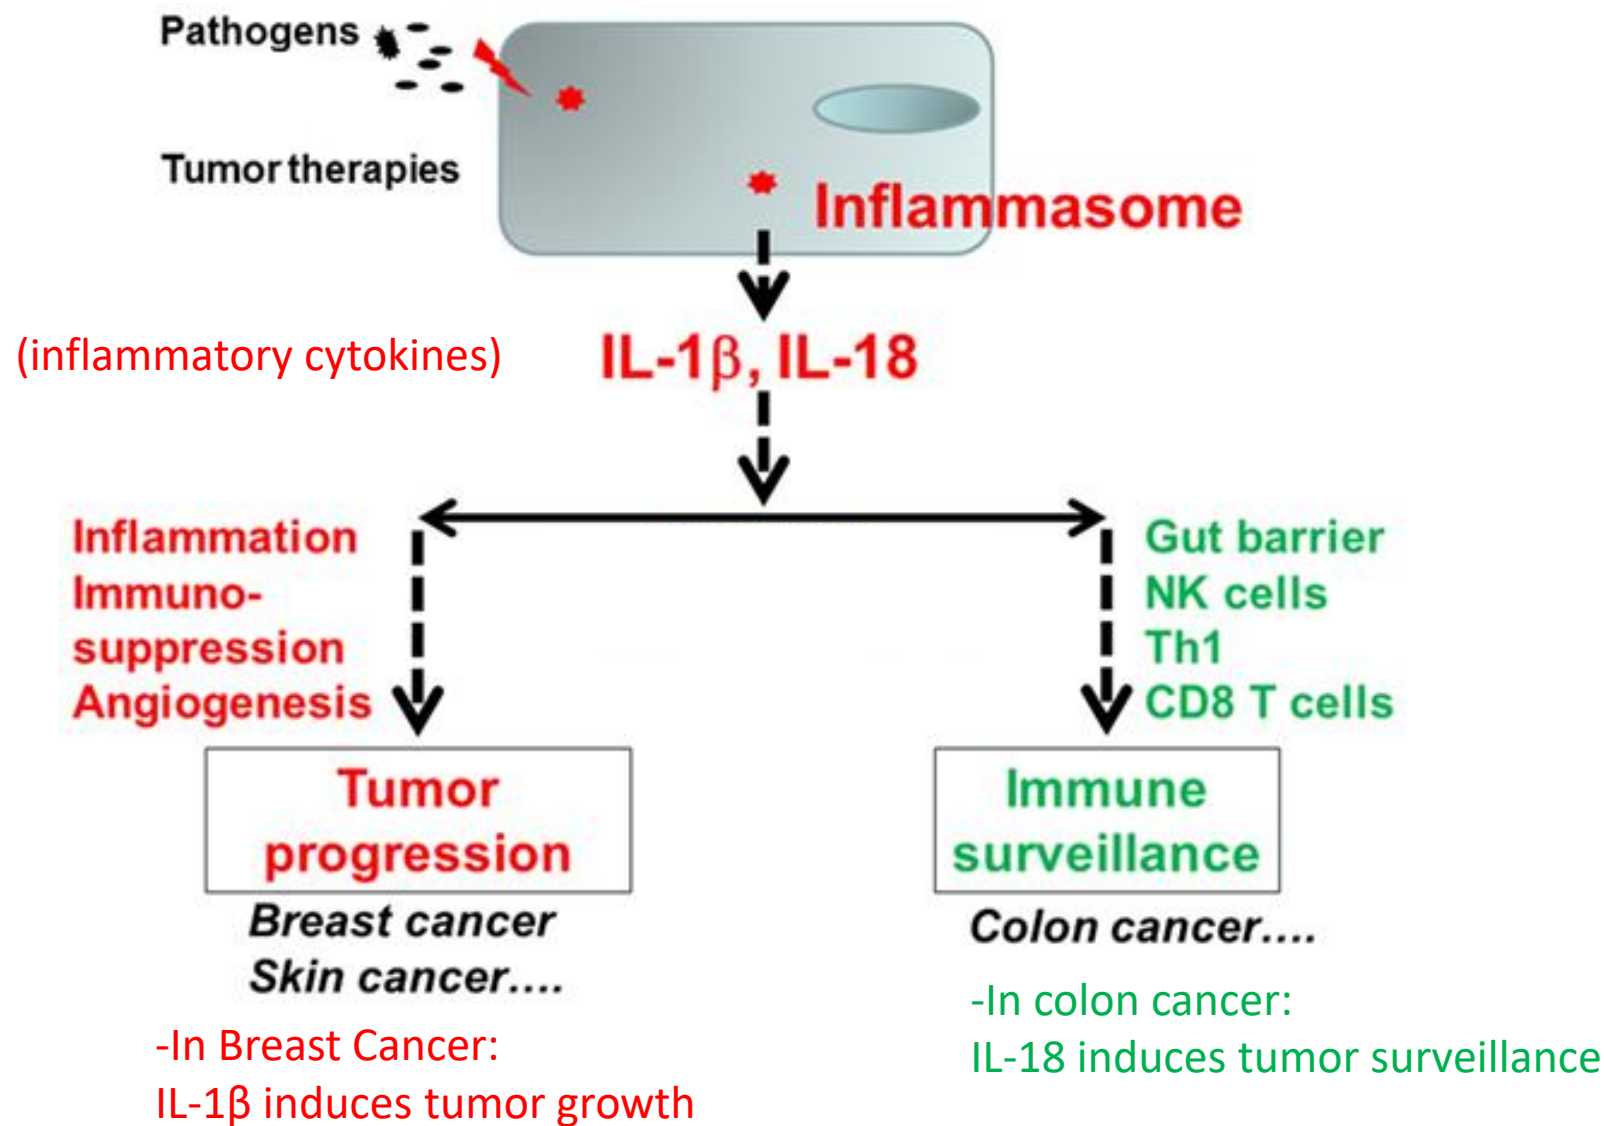 Pathogens
Tumor therapies
Inflammasome
(inflammatory cytokines)
IL-1β, IL-18
Inflammation
Immuno-
suppression
Angiogenesis
Gut barrier
NK cells
Th1
CD8 T cells
Tumor
progression
Immune
surveillance
Breast cancer
Skin cancer....
Colon cancer....
-In Breast Cancer:
IL-1β induces tumor growth
-In colon cancer:
IL-18 induces tumor surveillance